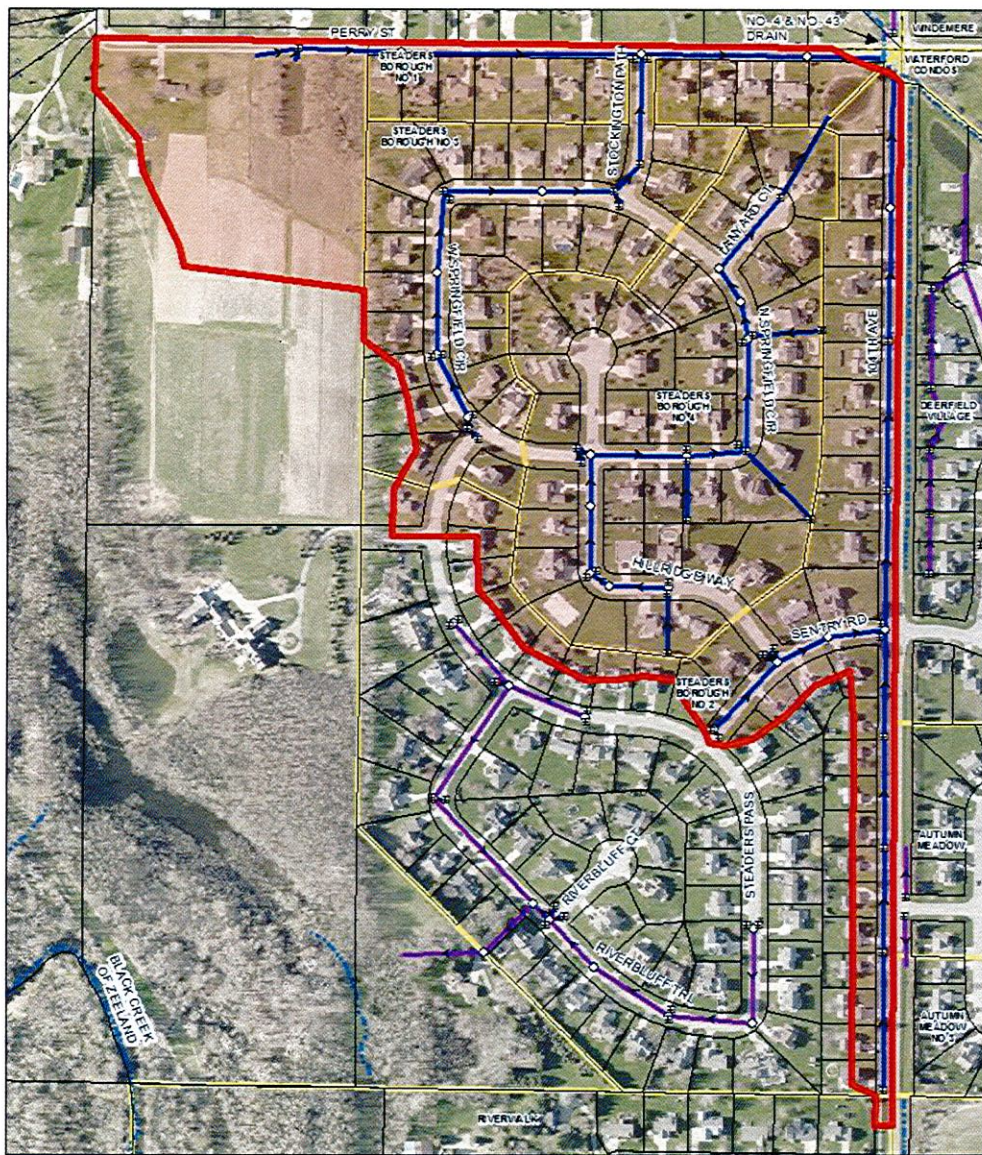 NO. 4 & NO. 43
DRAIN
WINDEMERE
PERRY ST
WATERFORD
CONDOS
STEADERS
BOROUGH
NO 1
STOCKINGTON PATH
STEADERS
BOROUGH NO 3
LANYARD CT
W SPRINGFIELD CIR
N SPRINGFIELD CIR
104TH AVE
STEADERS
BOROUGH
NO 4
DEERFIELD
VILLAGE
HILLRIDGE WAY
SENTRY RD
STEADERS
BOROUGH
NO 2
STEADERS PASS
RIVERBLUFF CT
AUTUMN
MEADOW
RIVERBLUFF TRL
BLACK CREEK
OF ZEELAND
AUTUMN
MEADOW
NO 3
RIVERWALK